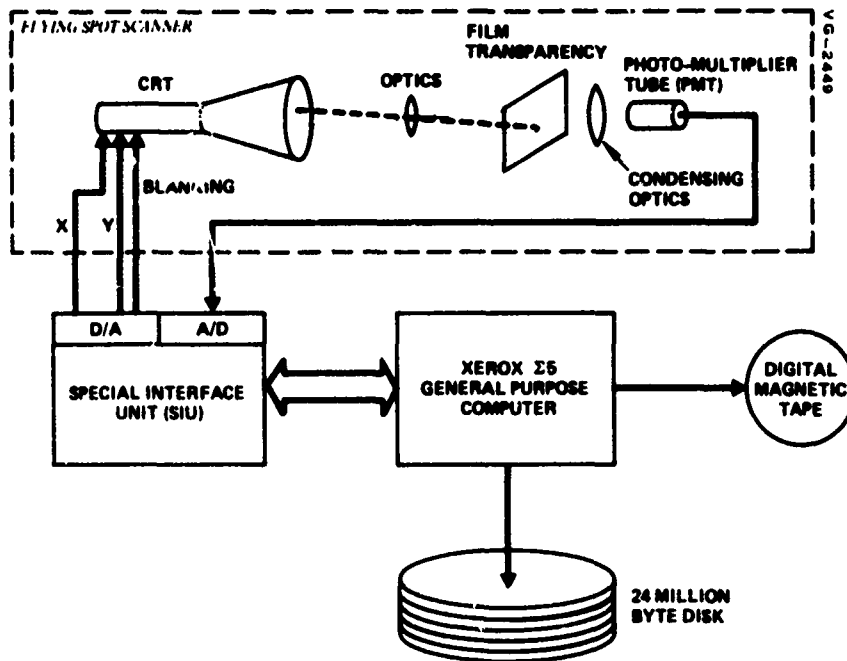 FLYING SPOT SCANNER
VG-2449
FILM
TRANSPARENCY
PHOTO-MULTIPLIER
TUBE (PMT)
CRT
OPTICS
BLANKING
CONDENSING
OPTICS
X
Y
D/A
A/D
SPECIAL INTERFACE
UNIT (SIU)
XEROX Σ5
GENERAL PURPOSE
COMPUTER
DIGITAL
MAGNETIC
TAPE
24 MILLION
BYTE DISK